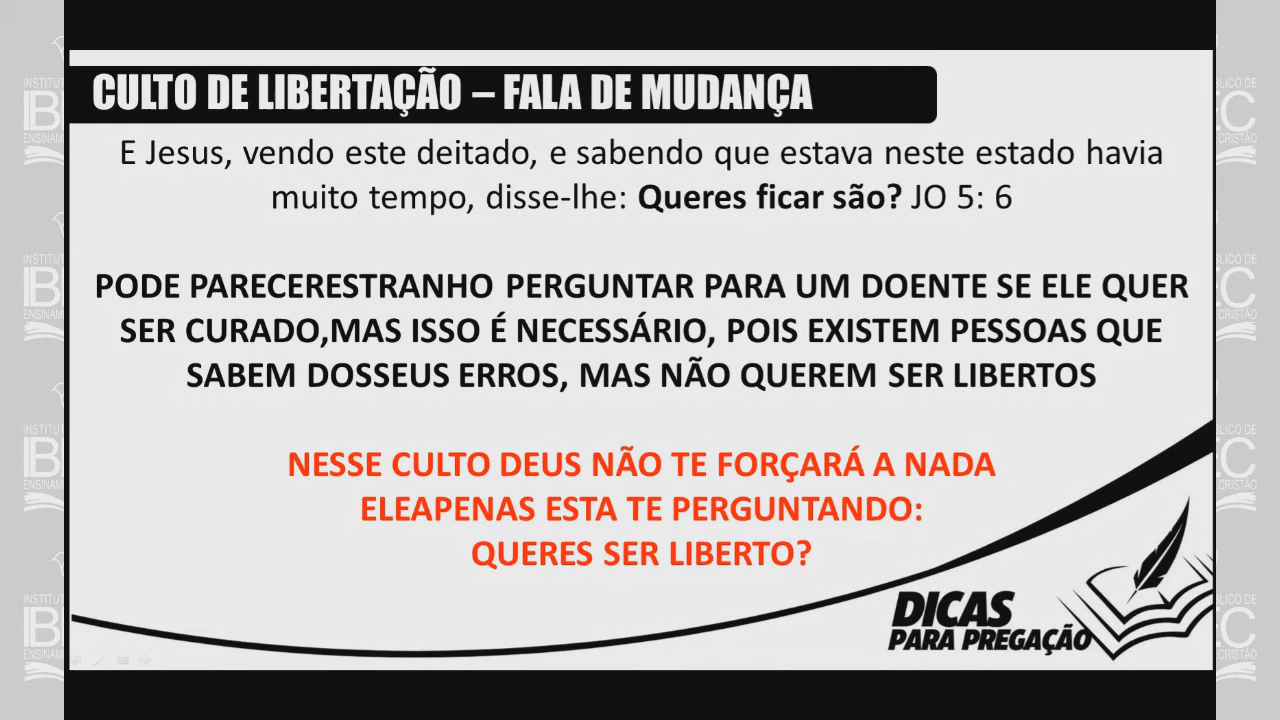 CULTO DE LIBERTAÇÃO – FALA DE MUDANÇA
E Jesus, vendo este deitado, e sabendo que estava neste estado havia
muito tempo, disse-lhe: Queres ficar são? JO 5: 6
PODE PARECERESTRANHO PERGUNTAR PARA UM DOENTE SE ELE QUER
SER CURADO,MAS ISSO É NECESSÁRIO, POIS EXISTEM PESSOAS QUE
SABEM DOSSEUS ERROS, MAS NÃO QUEREM SER LIBERTOS
NESSE CULTO DEUS NÃO TE FORÇARÁ A NADA
ELEAPENAS ESTA TE PERGUNTANDO:
QUERES SER LIBERTO?
DICAS
PARA PREGAÇÃO